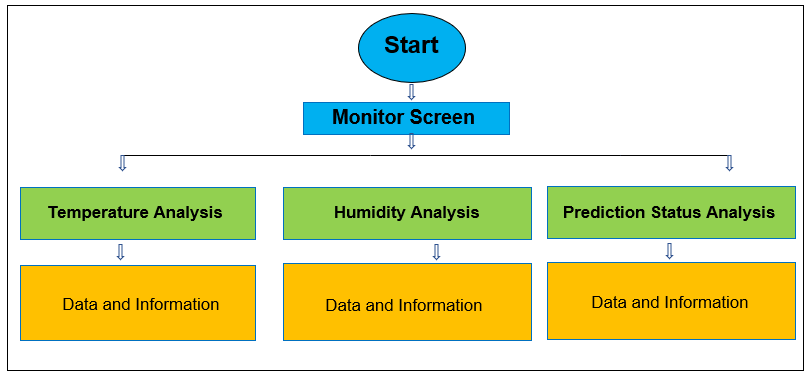 Start
Monitor Screen
Temperature Analysis
Humidity Analysis
Prediction Status Analysis
Data and Information
Data and Information
Data and Information